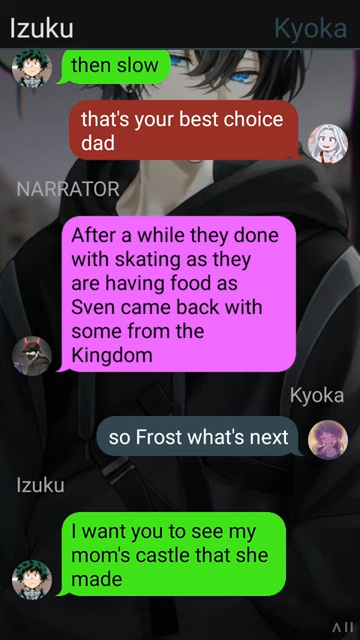 Izuku Kyoka
then slow
that's your best choice
dad
NARRATOR
After a while they done
with skating as they
are having food as
Sven came back with
some from the
Kingdom
Kyoka
so Frost what's next
Izuku
I want you to see my
mom's castle that she
made